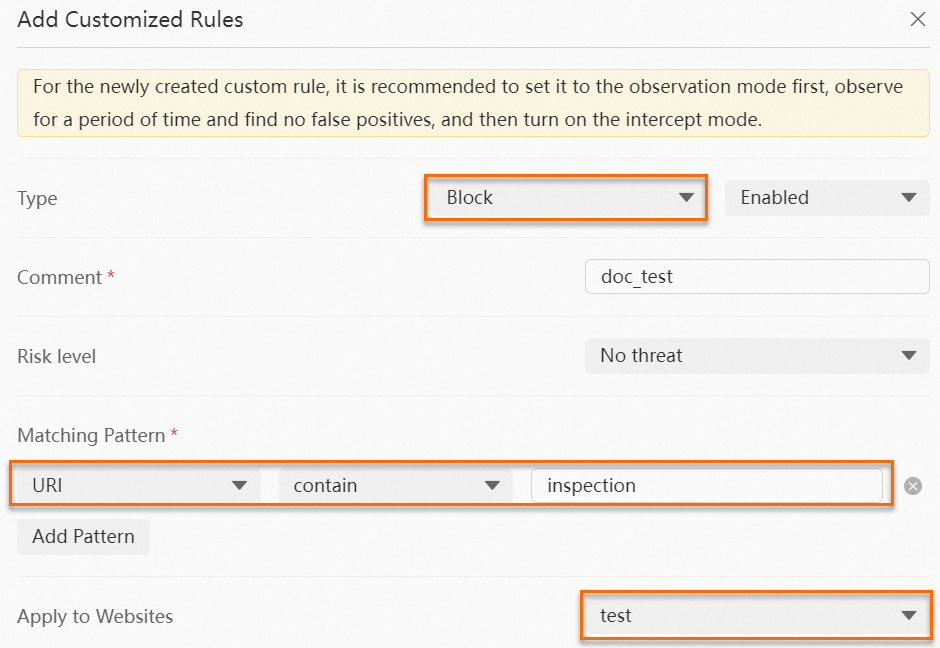 Add Customized Rules
For the newly created custom rule, it is recommended to set it to the observation mode first, observe
for a period of time and find no false positives, and then turn on the intercept mode.
Type Block Enabled
Comment * doc_test
Risk level No threat
Matching Pattern *
URI contain inspection
Add Pattern
Apply to Websites test